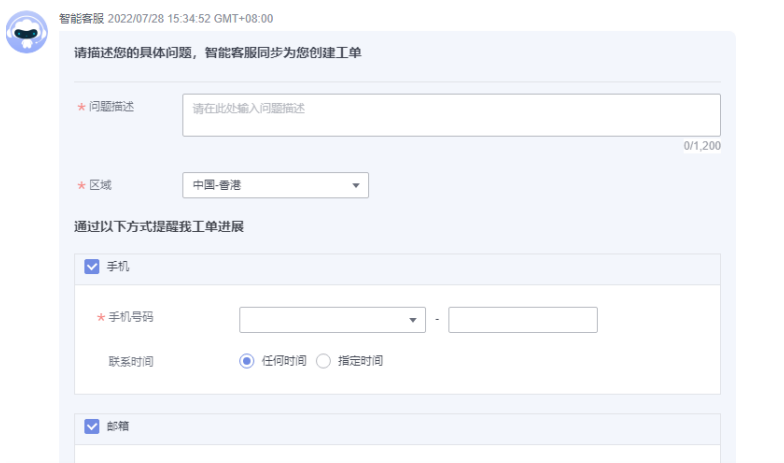 智能客服 2022/07/28 15:34:52 GMT+08:00
请描述您的具体问题，智能客服同步为您创建工单
* 问题描述
请在此处输入问题描述
0/1,200
* 区域
中国-香港
通过以下方式提醒我工单进展
手机
* 手机号码
-
联系时间
任何时间 指定时间
邮箱